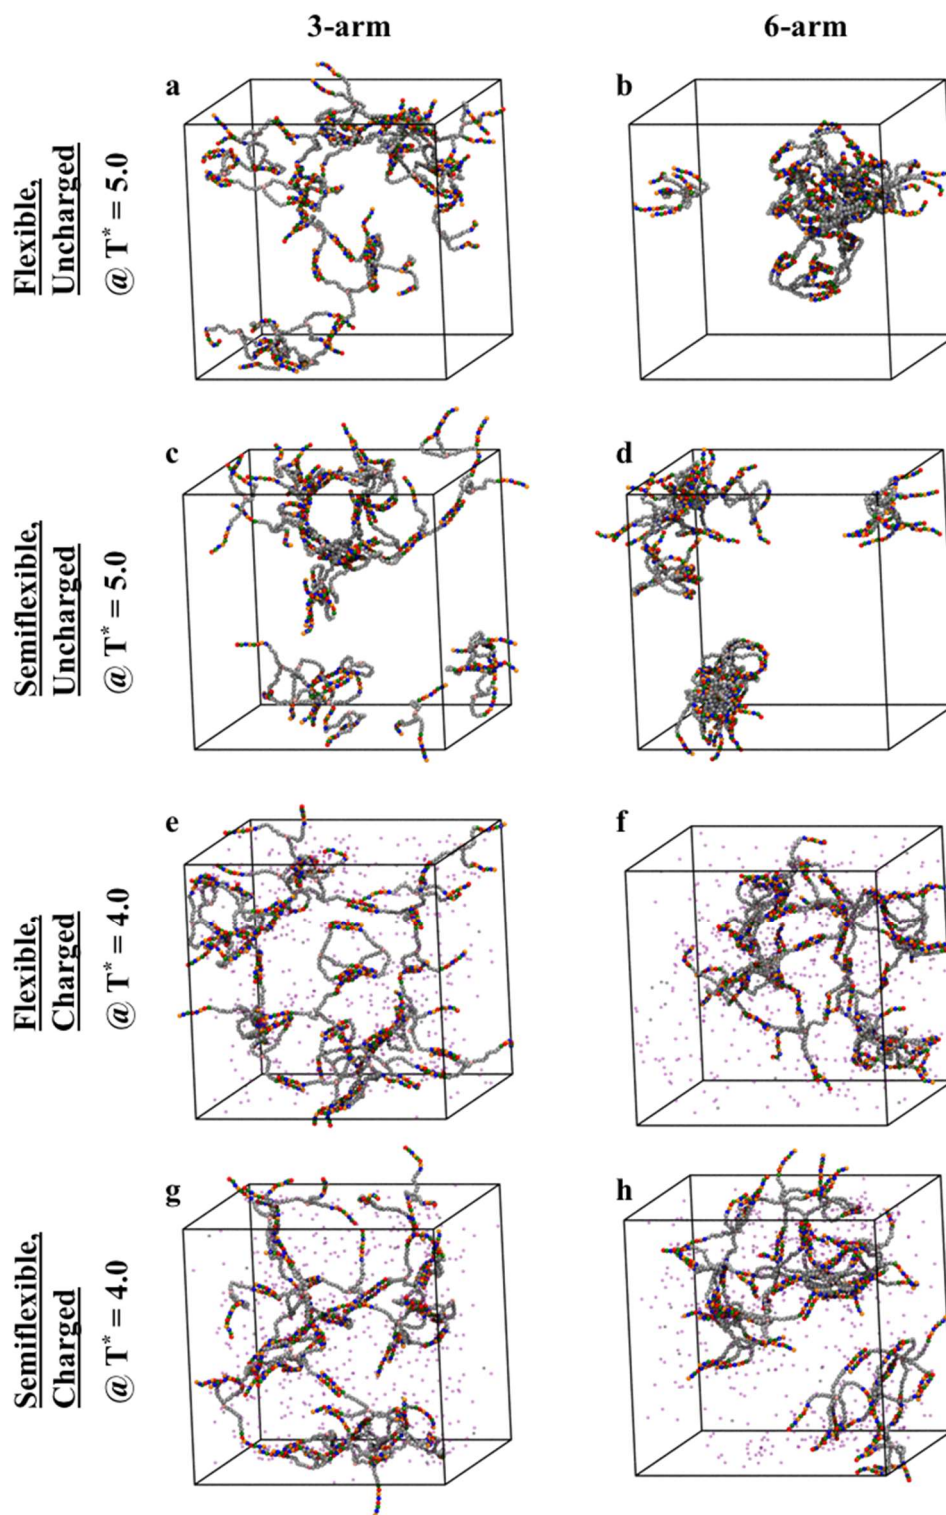 3-arm 6-arm
a b
Flexible,
Uncharged
@ T* = 5.0
c d
Semiflexible,
Uncharged
@ T* = 5.0
e f
Flexible,
Charged
@ T* = 4.0
g h
Semiflexible,
Charged
@ T* = 4.0